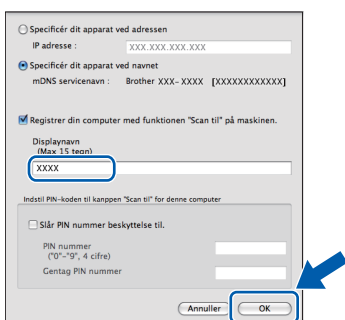 Specificér dit apparat ved adressen
IP adresse : XXX.XXX.XXX.XXX
Specificér dit apparat ved navnet
mDNS servicenavn : Brother XXX-XXXX [XXXXXXXXXXXX]
Registrer din computer med funktionen "Scan til" på maskinen.
Displaynavn
(Max 15 tegn)
XXXX
Indstil PIN-koden til kanppen "Scan til" for denne computer
Slår PIN nummer beskyttelse til.
PIN nummer
("0"-"9", 4 cifre)
Gentag PIN nummer
Annuller OK